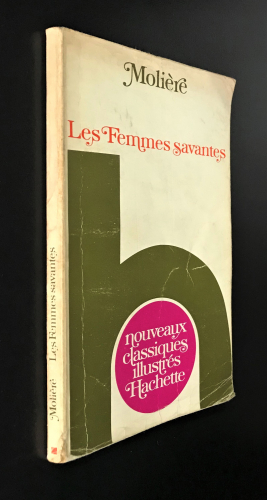 Molière
Les Femmes savantes
nouveaux
classiques
illustrés
Hachette
Molière Les Femmes savantes